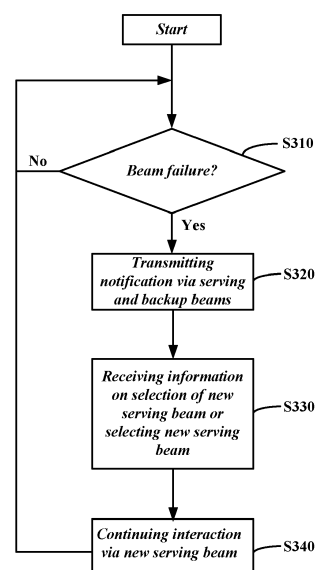 Start
S310
No
Beam failure?
Yes
Transmitting
notification via serving
and backup beams
S320
Receiving information
on selection of new
serving beam or
selecting new serving
beam
S330
Continuing interaction
via new serving beam
S340